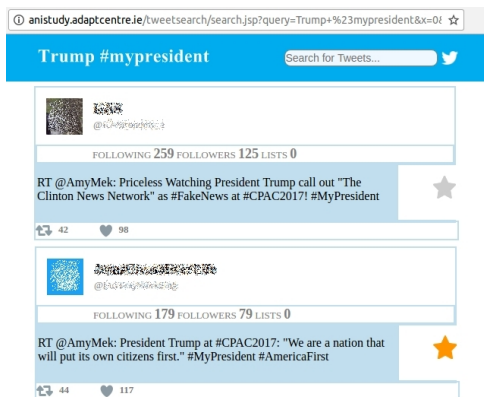 anistudy.adaptcentre.ie/tweetsearch/search.jsp?query=Trump+%23mypresident&x=0&
Trump #mypresident
Search for Tweets...
FOLLOWING 259 FOLLOWERS 125 LISTS 0
RT @AmyMek: Priceless Watching President Trump call out "The
Clinton News Network" as #FakeNews at #CPAC2017! #MyPresident
42 98
FOLLOWING 179 FOLLOWERS 79 LISTS 0
RT @AmyMek: President Trump at #CPAC2017: "We are a nation that
will put its own citizens first." #MyPresident #AmericaFirst
44 117